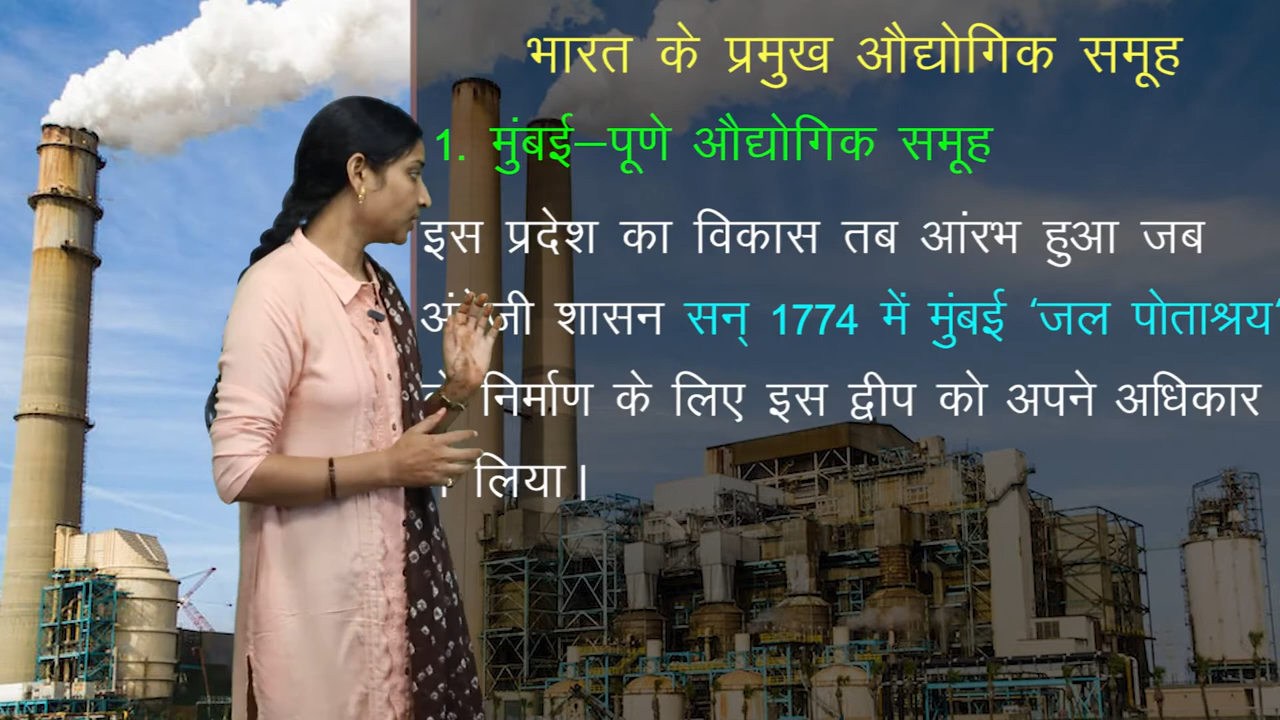 भारत के प्रमुख औद्योगिक समूह
1. मुंबई–पूणे औद्योगिक समूह
इस प्रदेश का विकास तब आंरभ हुआ जब
शासन सन् 1774 में मुंबई ‘जल पोताश्रय’
निर्माण के लिए इस द्वीप को अपने अधिकार
लिया।